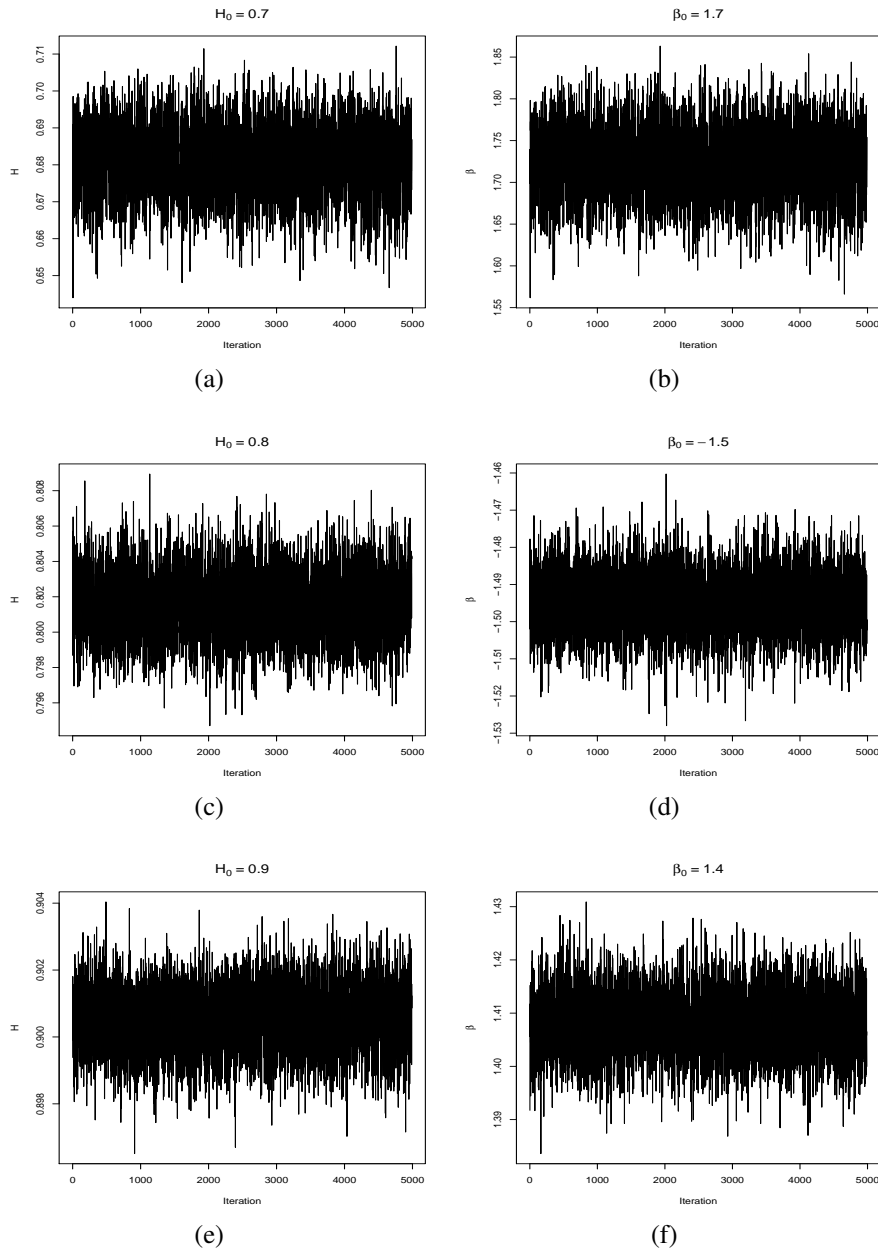 H₀ = 0.7
0.71
0.70
0.69
0.68
0.67
0.66
0.65
H
0 1000 2000 3000 4000 5000
Iteration
(a)
β₀ = 1.7
1.85
1.80
1.75
1.70
1.65
1.60
1.55
β
0 1000 2000 3000 4000 5000
Iteration
(b)
H₀ = 0.8
0.808
0.806
0.804
0.802
0.800
0.798
0.796
H
0 1000 2000 3000 4000 5000
Iteration
(c)
β₀ = −1.5
−1.46
−1.47
−1.48
−1.49
−1.50
−1.51
−1.52
−1.53
β
0 1000 2000 3000 4000 5000
Iteration
(d)
H₀ = 0.9
0.904
0.902
0.900
0.898
H
0 1000 2000 3000 4000 5000
Iteration
(e)
β₀ = 1.4
1.43
1.42
1.41
1.40
1.39
β
0 1000 2000 3000 4000 5000
Iteration
(f)